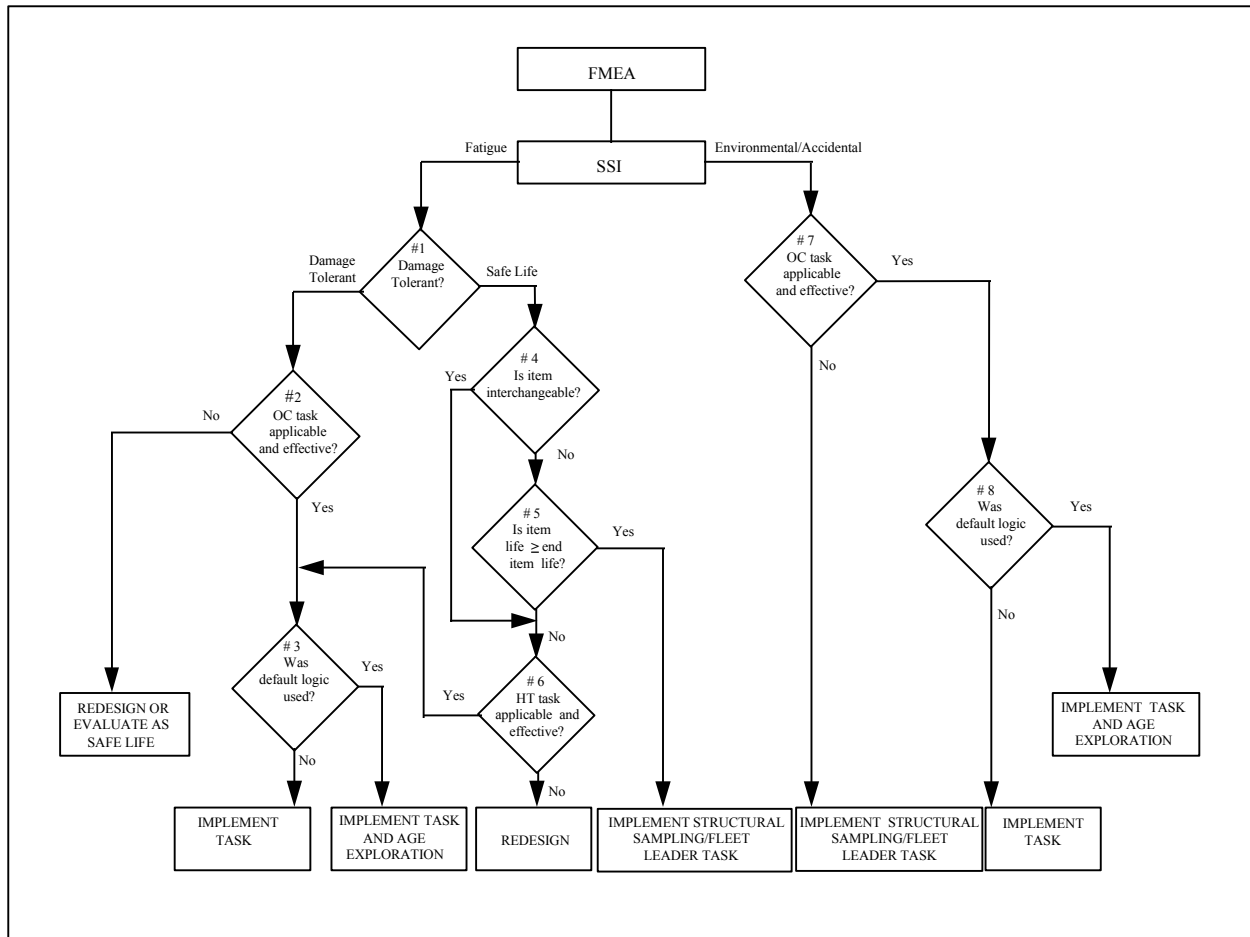 FMEA
Fatigue
SSI
Environmental/Accidental
#1
Damage
Tolerant?
Damage
Tolerant
Safe Life
# 7
OC task
applicable
and effective?
Yes
No
# 4
Is item
interchangeable?
Yes
No
#2
OC task
applicable
and effective?
No
Yes
# 5
Is item
life ≥ end
item life?
Yes
No
# 8
Was
default logic
used?
Yes
No
# 3
Was
default logic
used?
Yes
No
# 6
HT task
applicable and
effective?
Yes
No
REDESIGN OR
EVALUATE AS
SAFE LIFE
IMPLEMENT TASK
AND AGE
EXPLORATION
IMPLEMENT
TASK
IMPLEMENT TASK
AND AGE
EXPLORATION
REDESIGN
IMPLEMENT STRUCTURAL
SAMPLING/FLEET
LEADER TASK
IMPLEMENT STRUCTURAL
SAMPLING/FLEET
LEADER TASK
IMPLEMENT
TASK